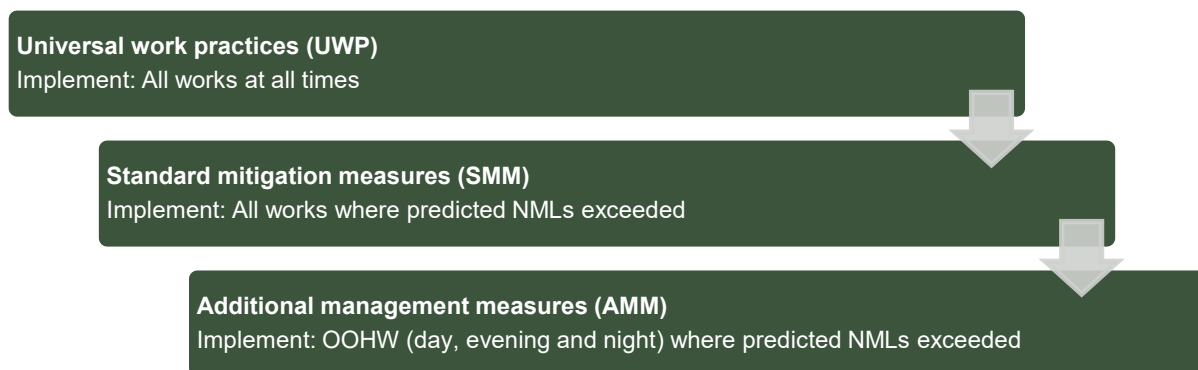 Universal work practices (UWP)
Implement: All works at all times
Standard mitigation measures (SMM)
Implement: All works where predicted NMLs exceeded
Additional management measures (AMM)
Implement: OOHW (day, evening and night) where predicted NMLs exceeded